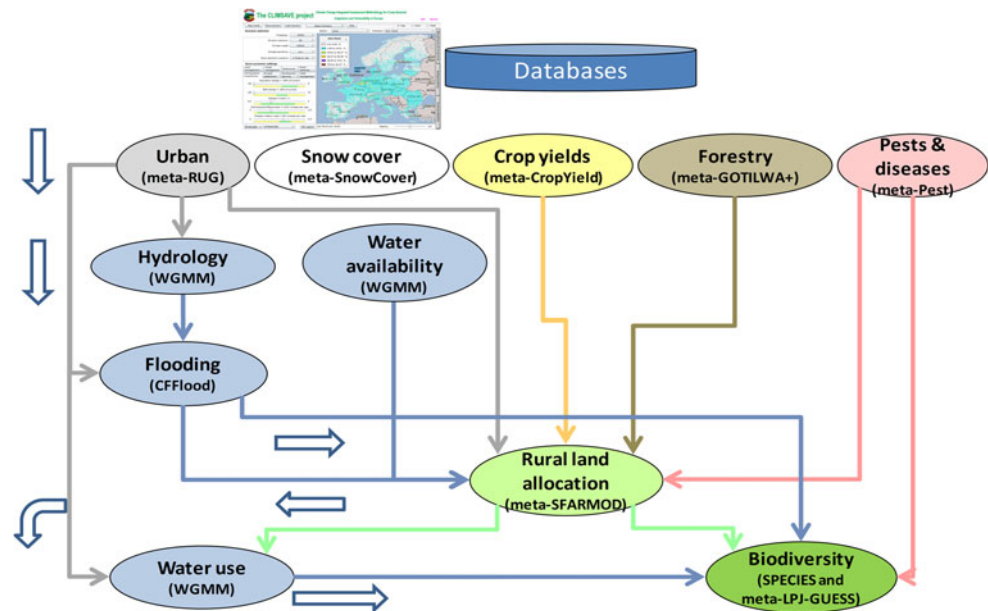 The CLIMSAVE project
Databases
Urban
(meta-RUG)
Snow cover
(meta-SnowCover)
Crop yields
(meta-CropYield)
Forestry
(meta-GOTILWA+)
Pests &
diseases
(meta-Pest)
Hydrology
(WGMM)
Water
availability
(WGMM)
Flooding
(CFFlood)
Rural land
allocation
(meta-SFARMOD)
Water use
(WGMM)
Biodiversity
(SPECIES and
meta-LPJ-GUESS)